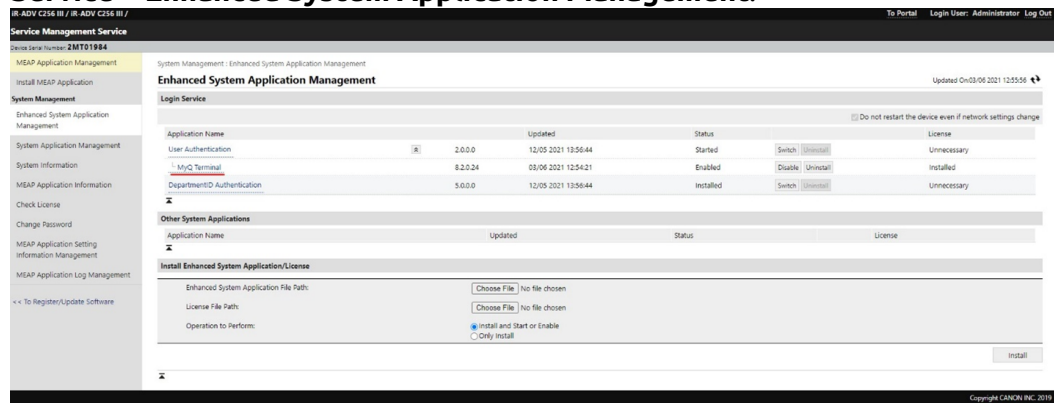 Service - Enhanced System Application Management.
iR-ADV C256 III / iR-ADV C256 III /
To Portal Login User: Administrator Log Out
Service Management Service
Device Serial Number: 2MT01984
MEAP Application Management
Install MEAP Application
System Management
Enhanced System Application
Management
System Application Management
System Information
MEAP Application Information
Check License
Change Password
MEAP Application Setting
Information Management
MEAP Application Log Management
<< To Register/Update Software
System Management : Enhanced System Application Management
Enhanced System Application Management
Updated On:03/06 2021 12:55:56
Login Service
Do not restart the device even if network settings change
Application Name Updated Status License
User Authentication 2.0.0.0 12/05 2021 13:56:44 Started Switch Uninstall Unnecessary
MyQ Terminal 8.2.0.24 03/06 2021 12:54:21 Enabled Disable Uninstall Installed
DepartmentID Authentication 5.0.0.0 12/05 2021 13:56:44 Installed Switch Uninstall Unnecessary
Other System Applications
Application Name Updated Status License
Install Enhanced System Application/License
Enhanced System Application File Path: Choose File No file chosen
License File Path: Choose File No file chosen
Operation to Perform: Install and Start or Enable
Only Install
Install
Copyright CANON INC. 2019